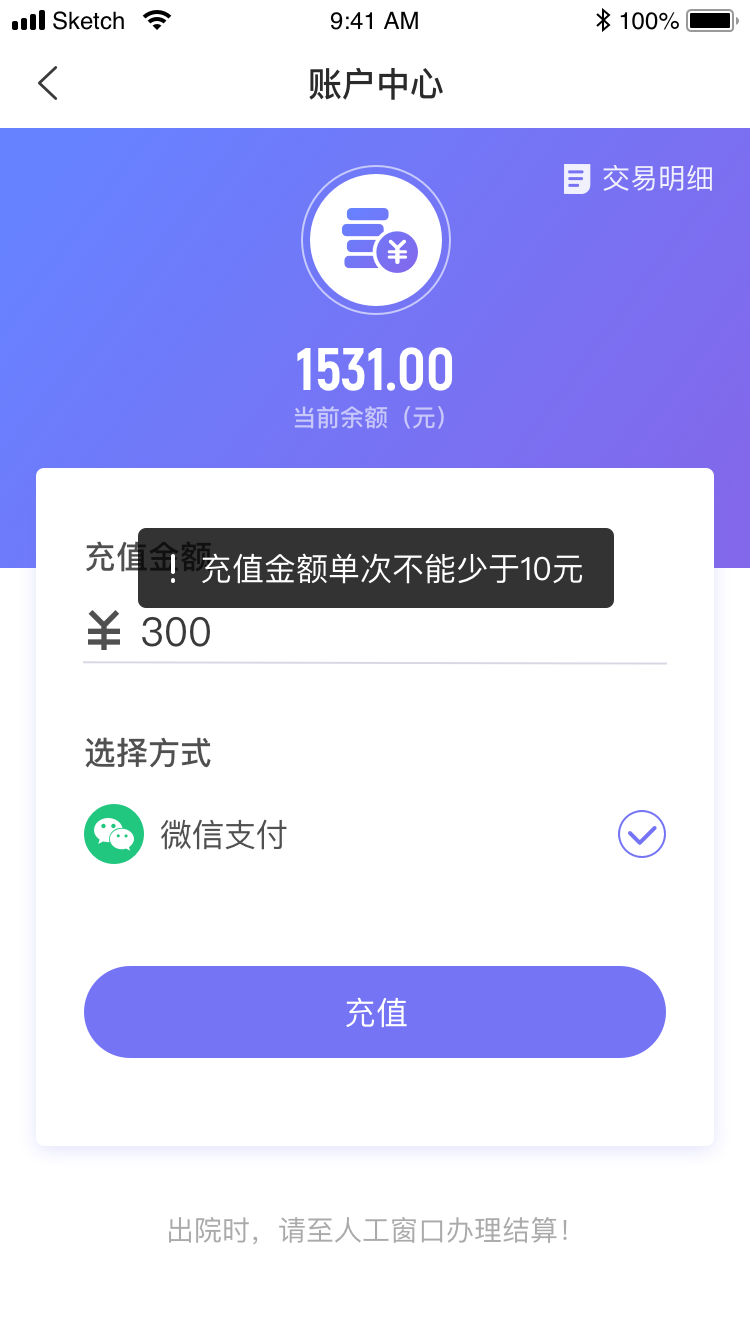 Sketch 9:41 AM 100%
账户中心
交易明细
¥
1531.00
当前余额（元）
充值金额
! 充值金额单次不能少于10元
¥ 300
选择方式
微信支付
充值
出院时，请至人工窗口办理结算！